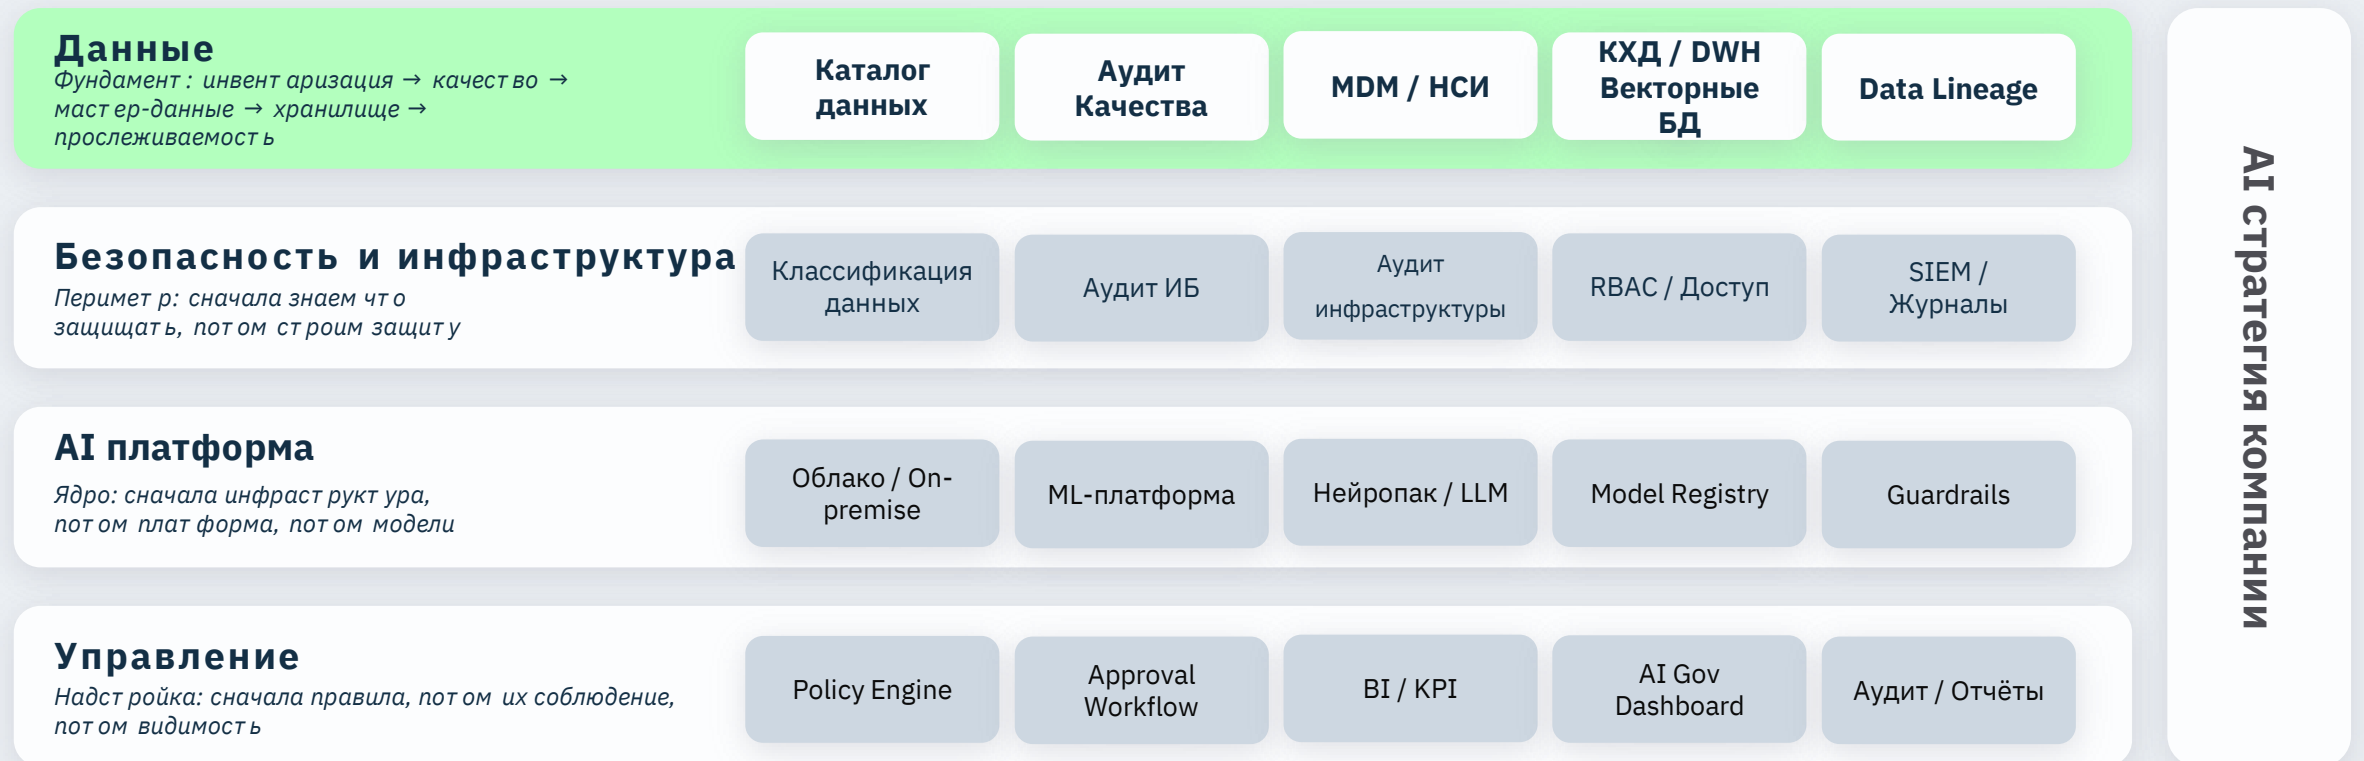 Данные
Фундамент: инвентаризация → качество →
мастер-данные → хранилище →
прослеживаемость
Каталог
данных
Аудит
Качества
MDM / НСИ
КХД / DWH
Векторные
БД
Data Lineage
Безопасность и инфраструктура
Периметр: сначала знаем что
защищать, потом строим защиту
Классификация
данных
Аудит ИБ
Аудит
инфраструктуры
RBAC / Доступ
SIEM /
Журналы
AI платформа
Ядро: сначала инфраструктура,
потом платформа, потом модели
Облако / On-
premise
ML-платформа
Нейропак / LLM
Model Registry
Guardrails
Управление
Надстройка: сначала правила, потом их соблюдение,
потом видимость
Policy Engine
Approval
Workflow
BI / KPI
AI Gov
Dashboard
Аудит / Отчёты
AI стратегия компании